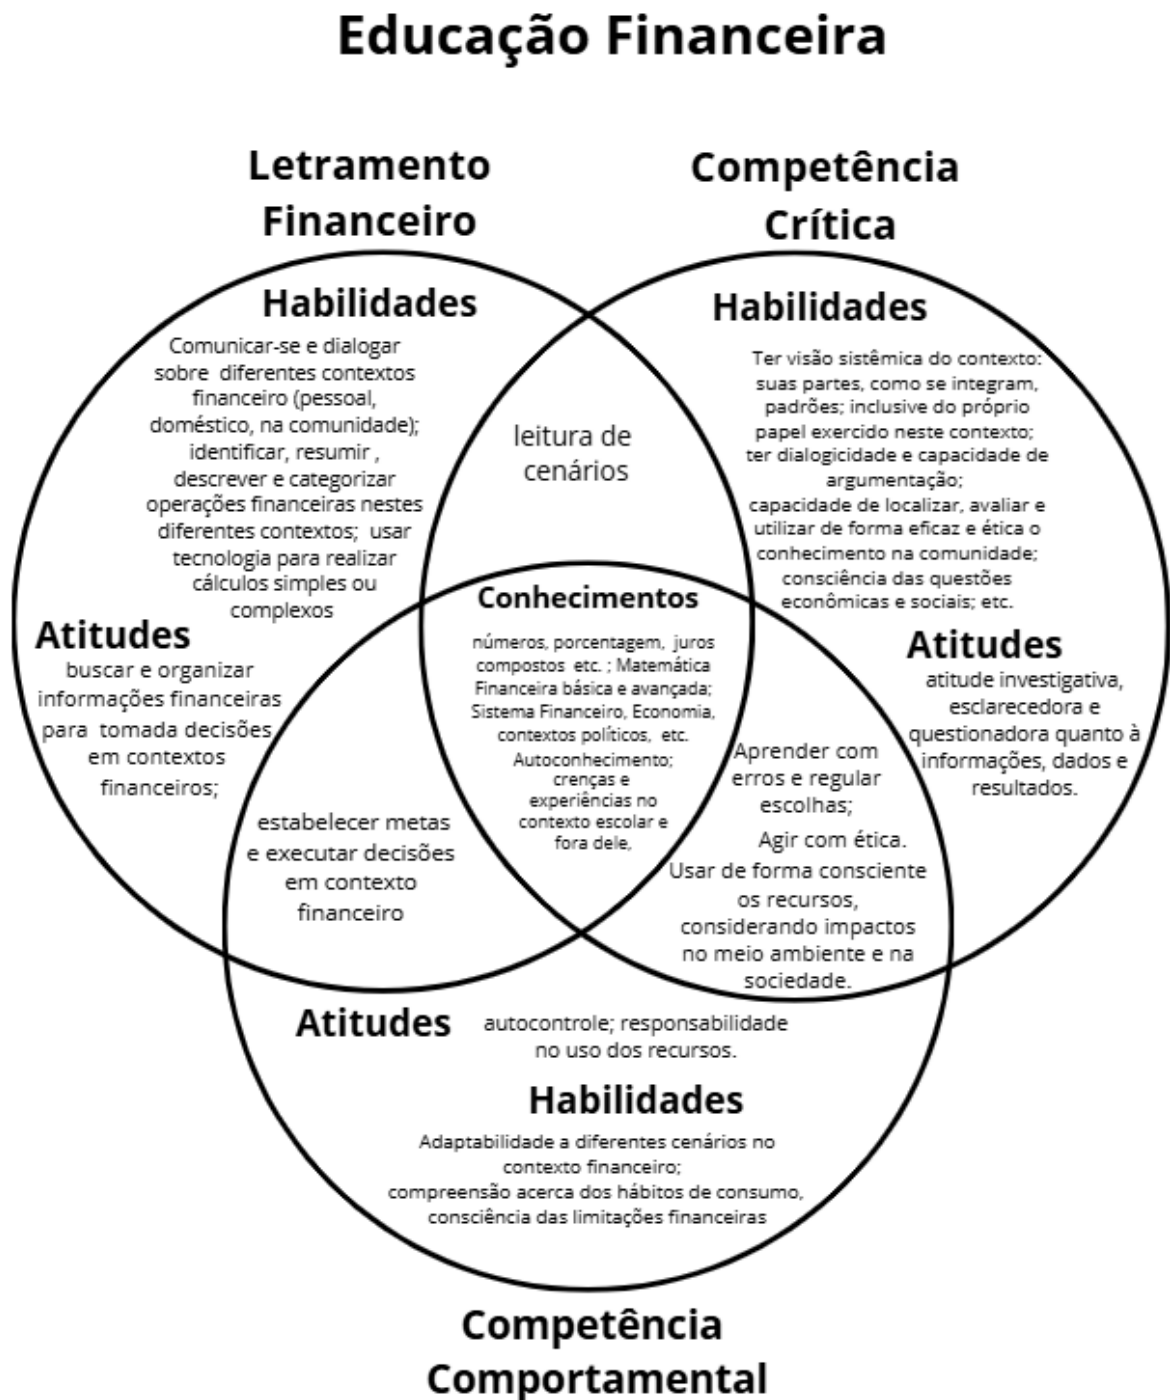 Educação Financeira
Letramento
Financeiro
Competência
Crítica
Habilidades
Comunicar-se e dialogar
sobre diferentes contextos
financeiro (pessoal,
doméstico, na comunidade);
identificar, resumir ,
descrever e categorizar
operações financeiras nestes
diferentes contextos; usar
tecnologia para realizar
cálculos simples ou
complexos
Atitudes
buscar e organizar
informações financeiras
para tomada decisões
em contextos
financeiros;
leitura de
cenários
Habilidades
Ter visão sistêmica do contexto:
suas partes, como se integram,
padrões; inclusive do próprio
papel exercido neste contexto;
ter dialogicidade e capacidade de
argumentação;
capacidade de localizar, avaliar e
utilizar de forma eficaz e ética o
conhecimento na comunidade;
consciência das questões
econômicas e sociais; etc.
Atitudes
atitude investigativa,
esclarecedora e
questionadora quanto à
informações, dados e
resultados.
Conhecimentos
números, porcentagem, juros
compostos etc. ; Matemática
Financeira básica e avançada;
Sistema Financeiro, Economia,
contextos políticos, etc.
Autoconhecimento;
crenças e
experiências no
contexto escolar e
fora dele,
estabelecer metas
e executar decisões
em contexto
financeiro
Aprender com
erros e regular
escolhas;
Agir com ética.
Usar de forma consciente
os recursos,
considerando impactos
no meio ambiente e na
sociedade.
Atitudes
autocontrole; responsabilidade
no uso dos recursos.
Habilidades
Adaptabilidade a diferentes cenários no
contexto financeiro;
compreensão acerca dos hábitos de consumo,
consciência das limitações financeiras
Competência
Comportamental